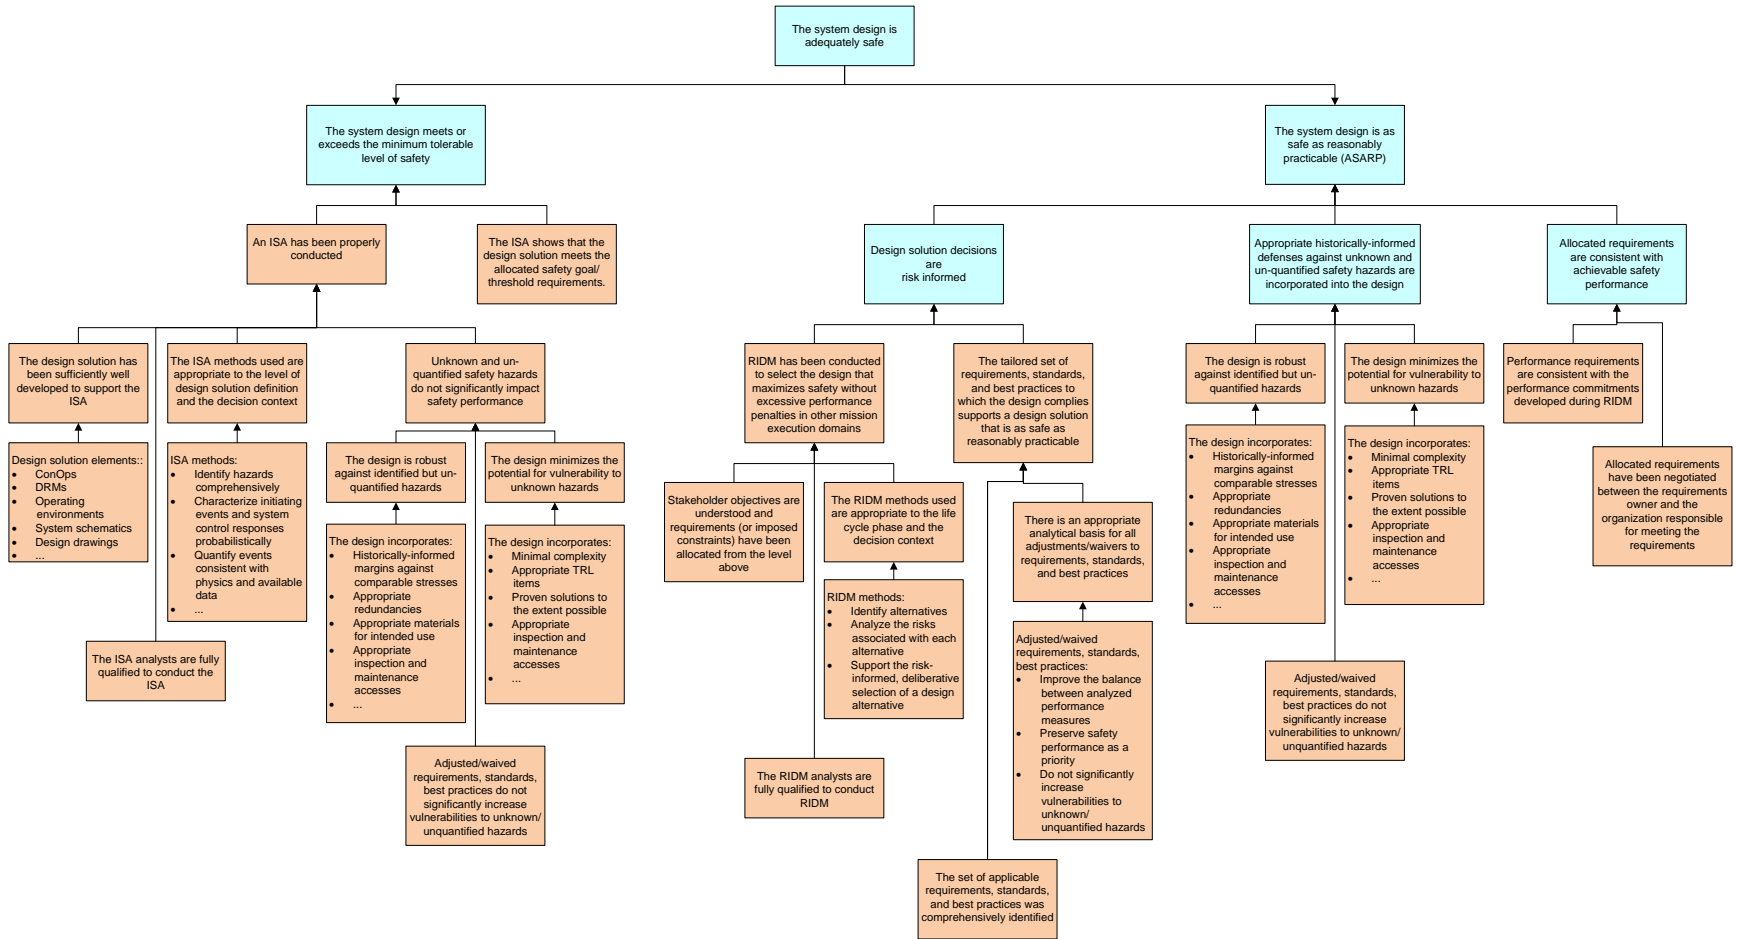 The system design is
adequately safe
The system design meets or
exceeds the minimum tolerable
level of safety
The system design is as
safe as reasonably
practicable (ASARP)
An ISA has been properly
conducted
The ISA shows that the
design solution meets the
allocated safety goal/
threshold requirements.
Design solution decisions
are
risk informed
Appropriate historically-informed
defenses against unknown and
un-quantified safety hazards are
incorporated into the design
Allocated requirements
are consistent with
achievable safety
performance
The design solution has
been sufficiently well
developed to support the
ISA
The ISA methods used are
appropriate to the level of
design solution definition
and the decision context
Unknown and un-
quantified safety hazards
do not significantly impact
safety performance
RIDM has been conducted
to select the design that
maximizes safety without
excessive performance
penalties in other mission
execution domains
The tailored set of
requirements, standards,
and best practices to
which the design complies
supports a design solution
that is as safe as
reasonably practicable
The design is robust
against identified but un-
quantified hazards
The design minimizes the
potential for vulnerability to
unknown hazards
Performance requirements
are consistent with the
performance commitments
developed during RIDM
Design solution elements::
• ConOps
• DRMs
• Operating
environments
• System schematics
• Design drawings
• ...
ISA methods:
• Identify hazards
comprehensively
• Characterize initiating
events and system
control responses
probabilistically
• Quantify events
consistent with
physics and available
data
• ...
The design is robust
against identified but un-
quantified hazards
The design minimizes the
potential for vulnerability to
unknown hazards
Stakeholder objectives are
understood and
requirements (or imposed
constraints) have been
allocated from the level
above
The RIDM methods used
are appropriate to the life
cycle phase and the
decision context
There is an appropriate
analytical basis for all
adjustments/waivers to
requirements, standards,
and best practices
The design incorporates:
• Historically-informed
margins against
comparable stresses
• Appropriate
redundancies
• Appropriate materials
for intended use
• Appropriate
inspection and
maintenance
accesses
• ...
The design incorporates:
• Minimal complexity
• Appropriate TRL
items
• Proven solutions to
the extent possible
• Appropriate
inspection and
maintenance
accesses
• ...
Allocated requirements
have been negotiated
between the requirements
owner and the
organization responsible
for meeting the
requirements
The ISA analysts are fully
qualified to conduct the
ISA
The design incorporates:
• Historically-informed
margins against
comparable stresses
• Appropriate
redundancies
• Appropriate materials
for intended use
• Appropriate
inspection and
maintenance
accesses
• ...
The design incorporates:
• Minimal complexity
• Appropriate TRL
items
• Proven solutions to
the extent possible
• Appropriate
inspection and
maintenance
accesses
• ...
RIDM methods:
• Identify alternatives
• Analyze the risks
associated with each
alternative
• Support the risk-
informed, deliberative
selection of a design
alternative
Adjusted/waived
requirements, standards,
best practices:
• Improve the balance
between analyzed
performance
measures
• Preserve safety
performance as a
priority
• Do not significantly
increase
vulnerabilities to
unknown/
unquantified hazards
Adjusted/waived
requirements, standards,
best practices do not
significantly increase
vulnerabilities to unknown/
unquantified hazards
Adjusted/waived
requirements, standards,
best practices do not
significantly increase
vulnerabilities to unknown/
unquantified hazards
The RIDM analysts are
fully qualified to conduct
RIDM
The set of applicable
requirements, standards,
and best practices was
comprehensively identified